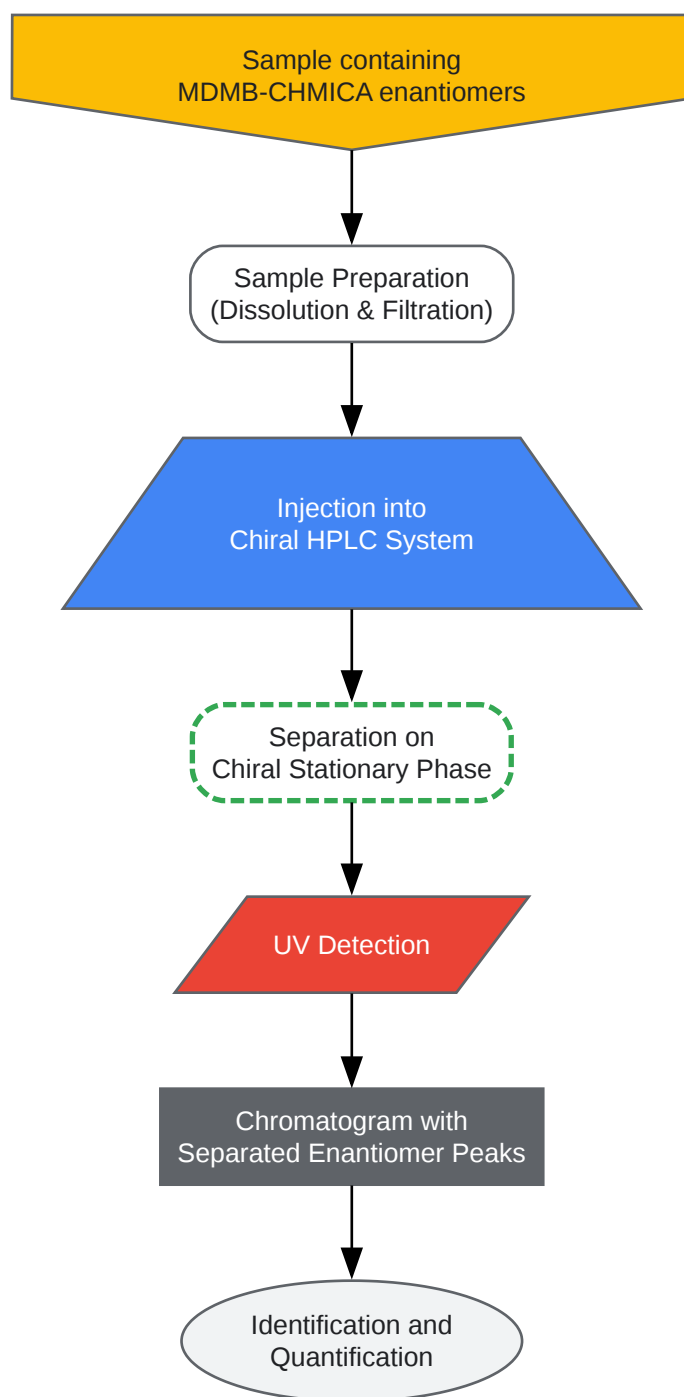 Sample containing
MDMB-CHMICA enantiomers
Sample Preparation
(Dissolution & Filtration)
Injection into
Chiral HPLC System
Separation on
Chiral Stationary Phase
UV Detection
Chromatogram with
Separated Enantiomer Peaks
Identification and
Quantification